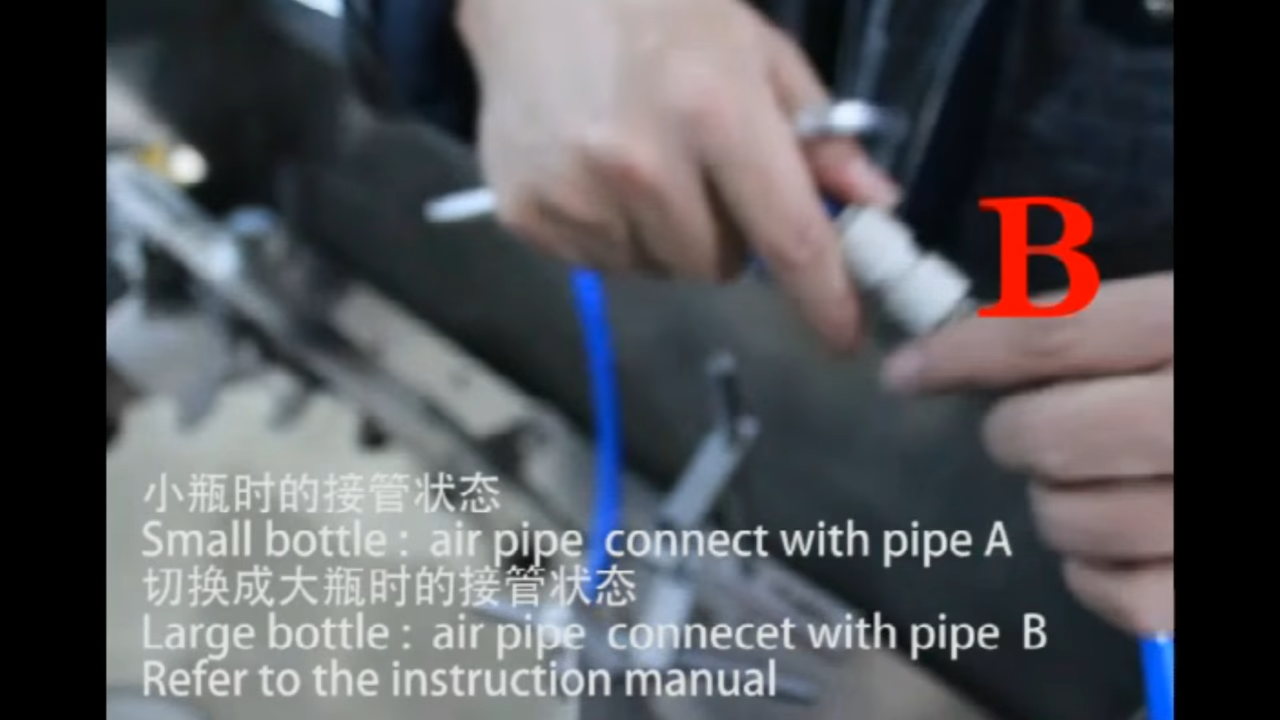 B
小瓶时的接管状态
Small bottle : air pipe connect with pipe A
切换成大瓶时的接管状态
Large bottle : air pipe connecet with pipe B
Refer to the instruction manual